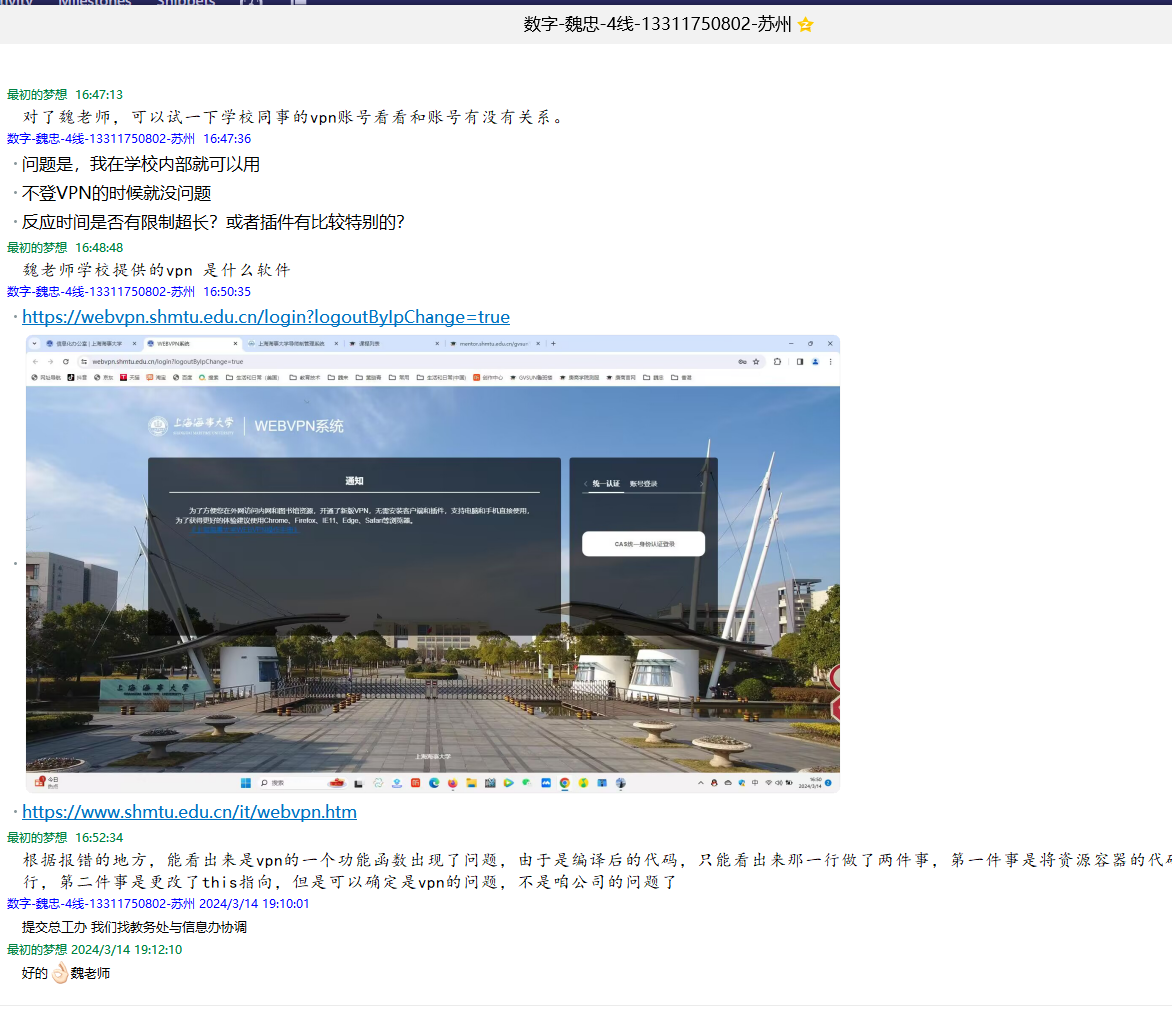 Milestones
Snippets
数字-魏忠-4线-13311750802-苏州
最初的梦想 16:47:13
对了魏老师，可以试一下学校同事的vpn账号看看和账号有没有关系。
数字-魏忠-4线-13311750802-苏州 16:47:36
问题是，我在学校内部就可以用
不登VPN的时候就没问题
反应时间是否有限制超长？或者插件有比较特别的？
最初的梦想 16:48:48
魏老师学校提供的vpn 是什么软件
数字-魏忠-4线-13311750802-苏州 16:50:35
https://webvpn.shmtu.edu.cn/login?logoutByIpChange=true
信息化办公室 | 上海海事大学
WEBVPN系统
上海海事大学导师制管理系统
课程列表
webvpn.shmtu.edu.cn/login?logoutByIpChange=true
上海海事大学
WEBVPN系统
通知
统一认证 账号登录
为了方便您在外网访问内网和图书馆资源，开通了新版VPN，无需安装客户端和插件，支持电脑和手机直接使用，
为了获得更好的体验建议使用Chrome、Firefox、IE11、Edge、Safari等浏览器。
CAS统一身份认证登录
上海海事大学
上海海事大学
今日
热点
搜索
16:50
2024/3/14
https://www.shmtu.edu.cn/it/webvpn.htm
最初的梦想 16:52:34
根据报错的地方，能看出来是vpn的一个功能函数出现了问题，由于是编译后的代码，只能看出来那一行做了两件事，第一件事是将资源容器的代码
行，第二件事是更改了this指向，但是可以确定是vpn的问题，不是咱公司的问题了
数字-魏忠-4线-13311750802-苏州 2024/3/14 19:10:01
提交总工办 我们找教务处与信息办协调
最初的梦想 2024/3/14 19:12:10
好的👌🏻魏老师